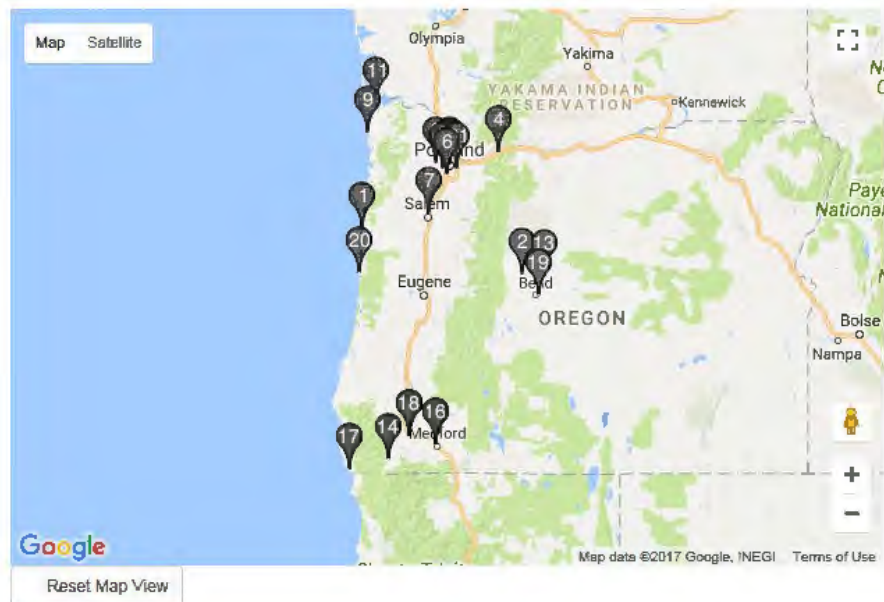 Map Satellite
Olympia
Yakima
11
YAKAMA INDIAN
RESERVATION
Kennewick
9
4
6
7
1
Salem
20
2 13
19
Bend
Eugene
OREGON
Boise
Nampa
18
16
14
17
Medford
+
−
Google
Map data ©2017 Google, INEGI Terms of Use
Reset Map View